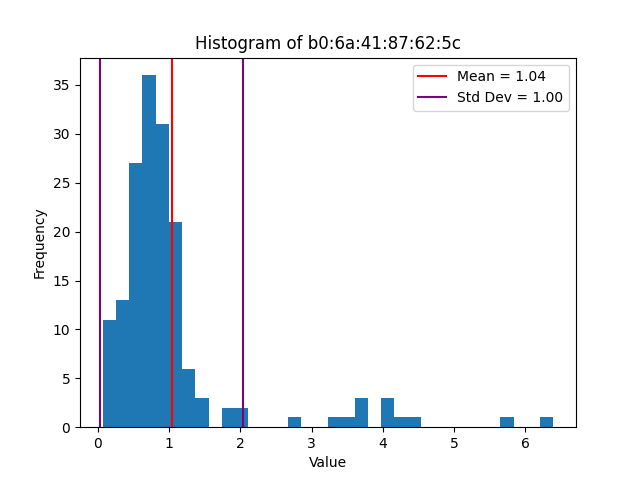 Histogram of b0:6a:41:87:62:5c
Mean = 1.04
Std Dev = 1.00
35
30
25
20
15
10
5
0
Frequency
0 1 2 3 4 5 6
Value